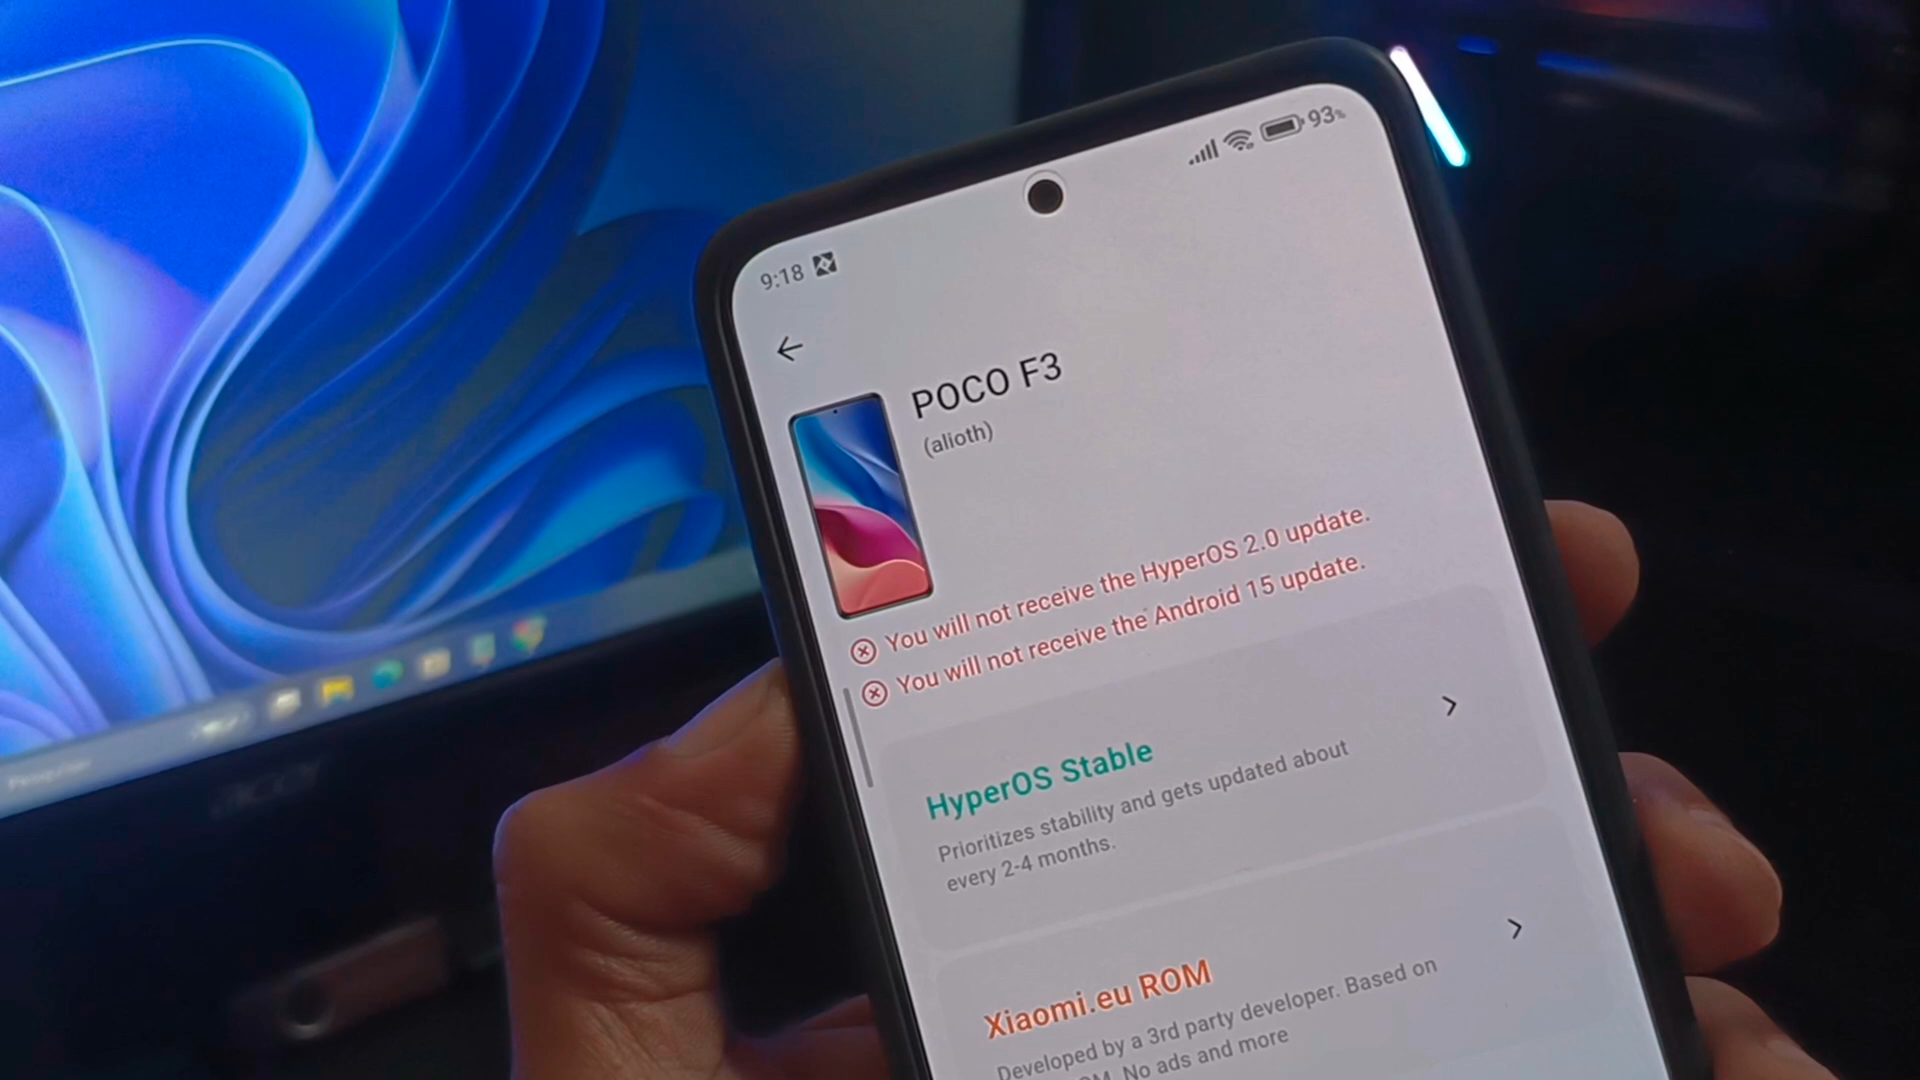 9:18
93%
POCO F3
(alioth)
You will not receive the HyperOS 2.0 update.
You will not receive the Android 15 update.
HyperOS Stable
Prioritizes stability and gets updated about
every 2-4 months.
Xiaomi.eu ROM
Developed by a 3rd party developer. Based on
No ads and more
acer